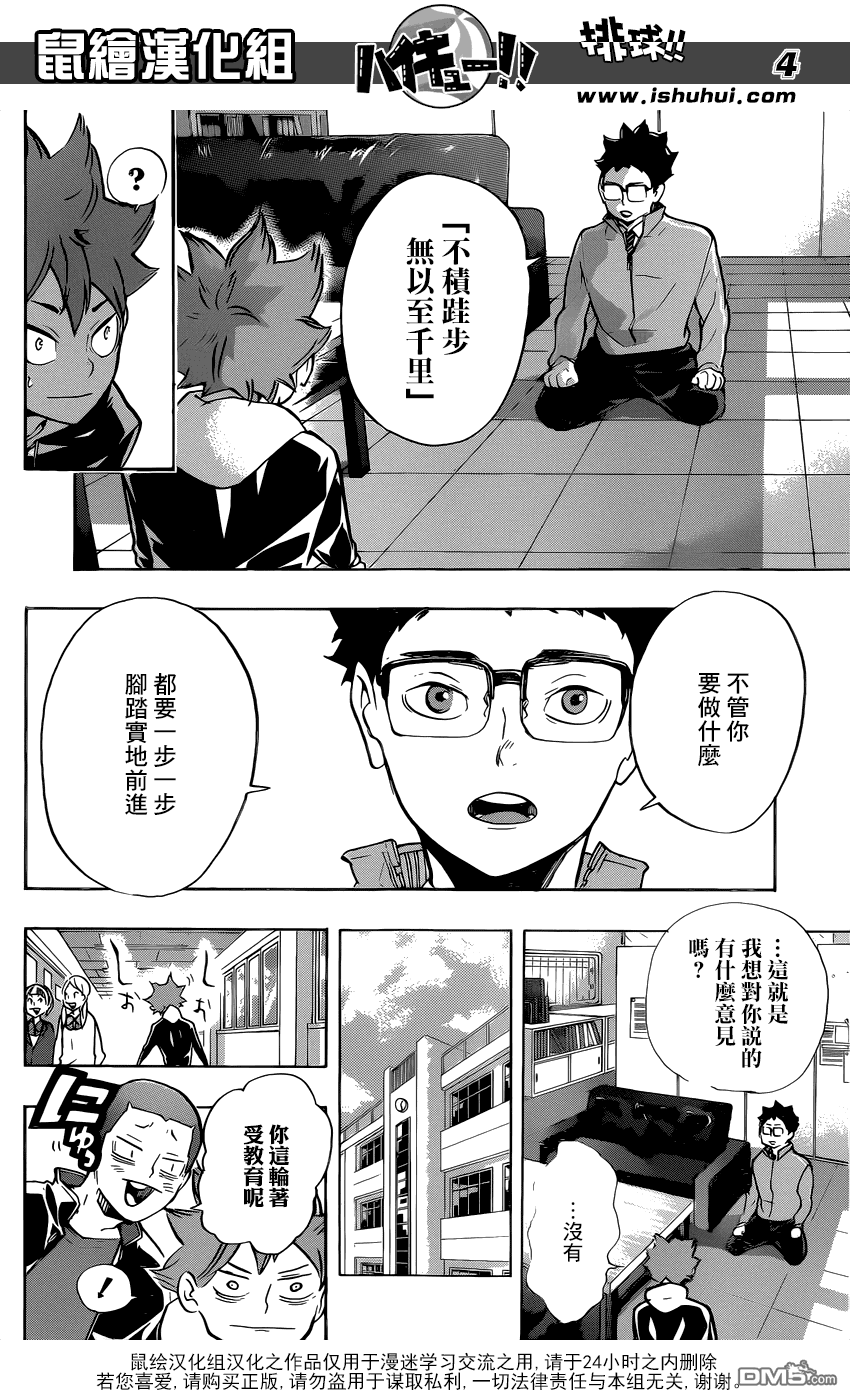 鼠繪漢化組
ハイキュー!!
排球!!
4
www.ishuhui.com
「不積跬步
無以至千里」
?
不管你
要做什麼
都要一步一步
腳踏實地前進
…這就是
我想對你說的
有什麼意見
嗎?
…沒有
お〜〜
お〜〜
你這輪著
受教育呢
にゅっ
!
鼠绘汉化组汉化之作品仅用于漫迷学习交流之用, 请于24小时之内删除
若您喜爱, 请购买正版, 请勿盗用于谋取私利, 一切法律责任与本组无关, 谢谢。
DM5.com